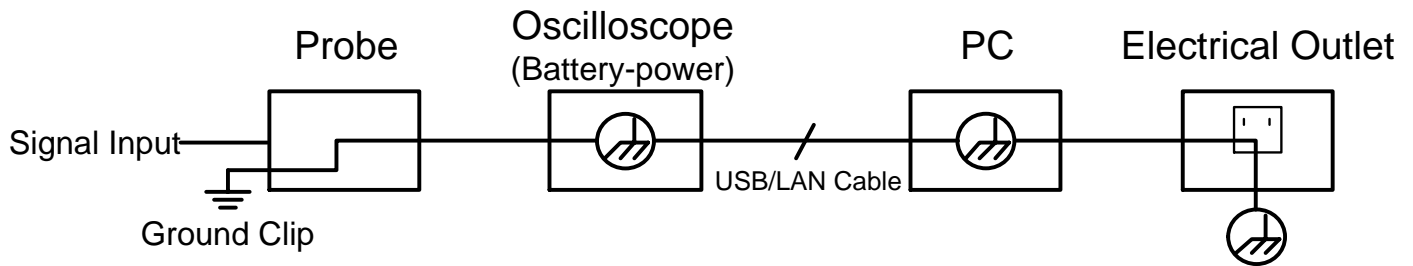 Probe
Oscilloscope
(Battery-power)
PC
Electrical Outlet
Signal Input
USB/LAN Cable
Ground Clip